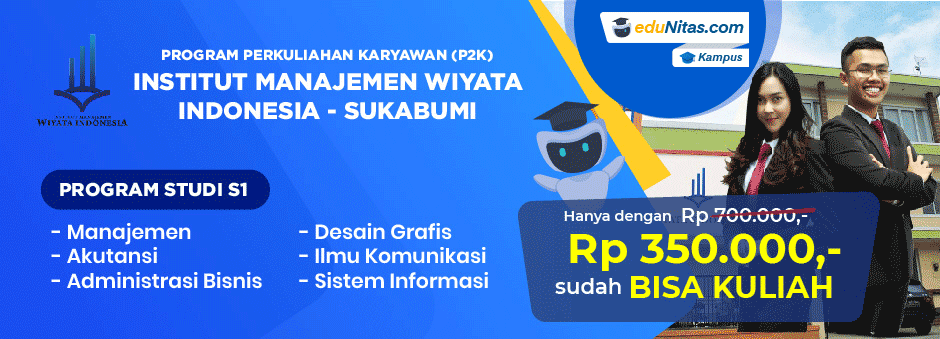 PROGRAM PERKULIAHAN KARYAWAN (P2K)
INSTITUT MANAJEMEN WIYATA
INDONESIA - SUKABUMI
INSTITUT MANAJEMEN
WIYATA INDONESIA
PROGRAM STUDI S1
- Manajemen
- Akutansi
- Administrasi Bisnis
- Desain Grafis
- Ilmu Komunikasi
- Sistem Informasi
eduNitas.com
Kampus
Hanya dengan Rp 700.000,-
Rp 350.000,-
sudah BISA KULIAH